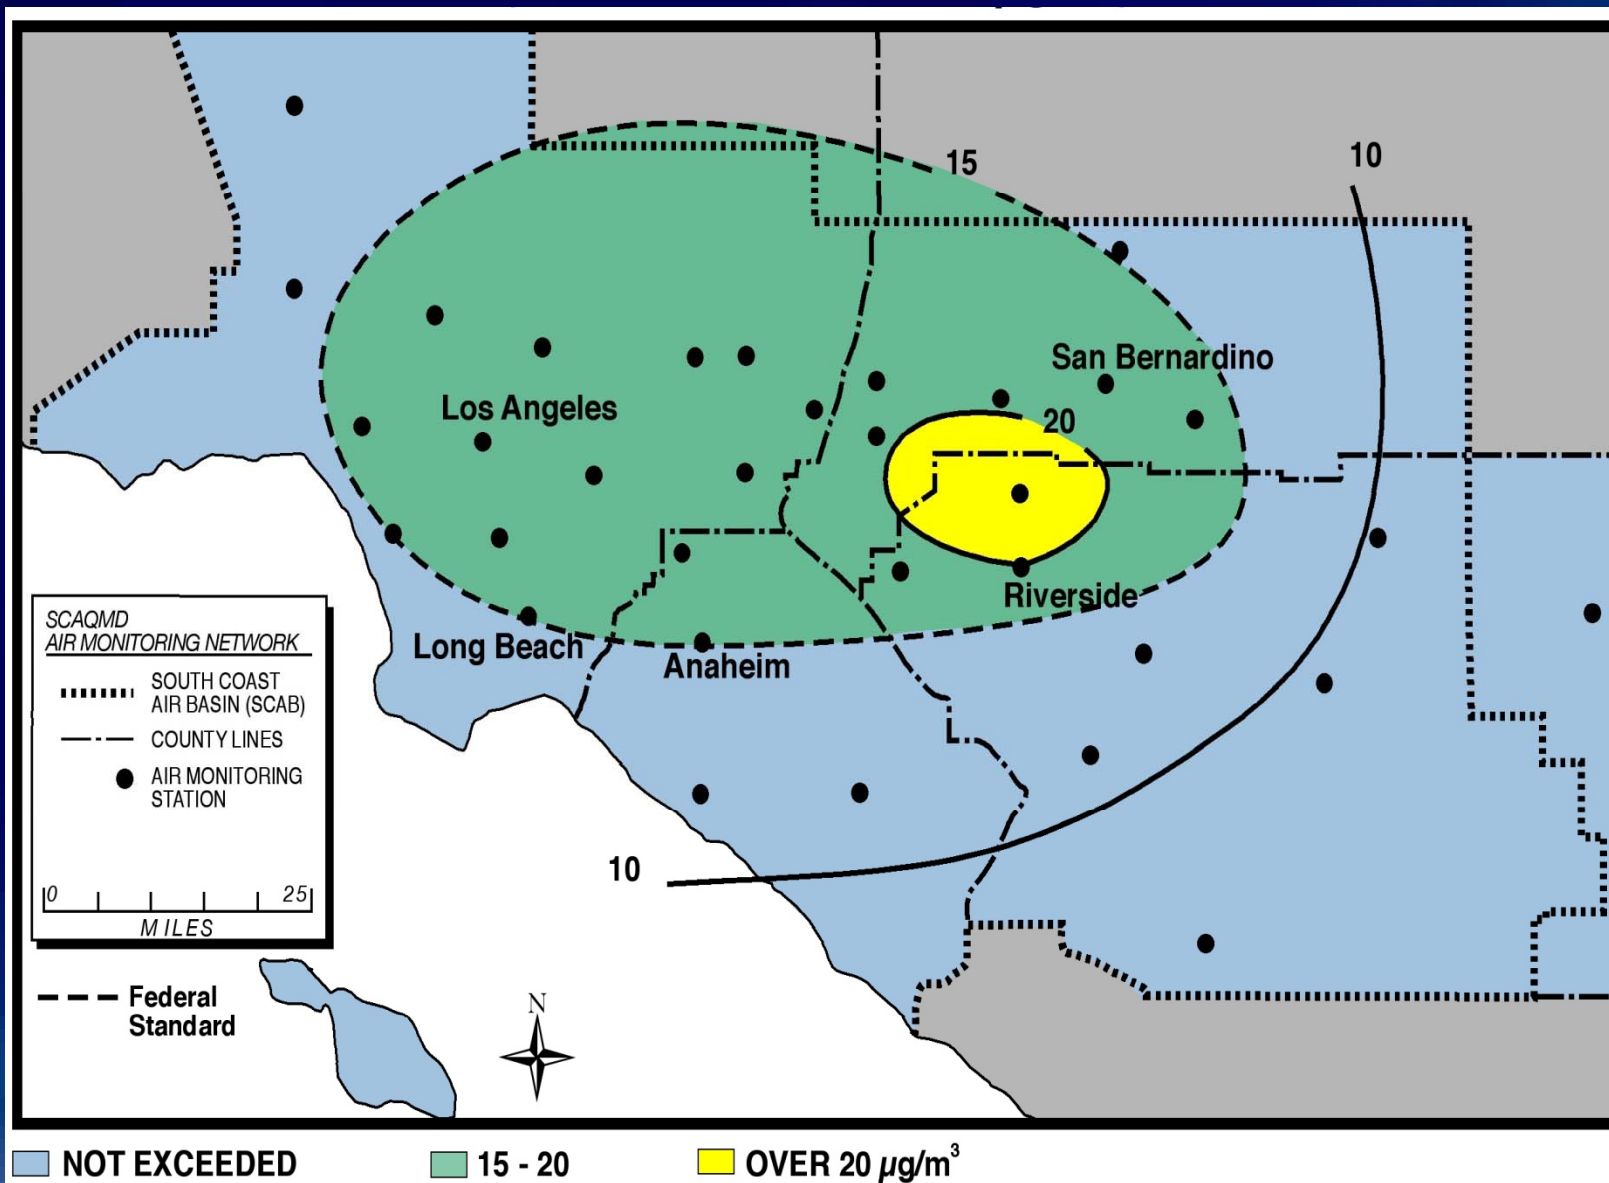 15
10
San Bernardino
Los Angeles
20
Riverside
Long Beach
Anaheim
10
SCAQMD
AIR MONITORING NETWORK
SOUTH COAST
AIR BASIN (SCAB)
COUNTY LINES
AIR MONITORING
STATION
0 25
MILES
Federal
Standard
N
NOT EXCEEDED
15 - 20
OVER 20 µg/m³